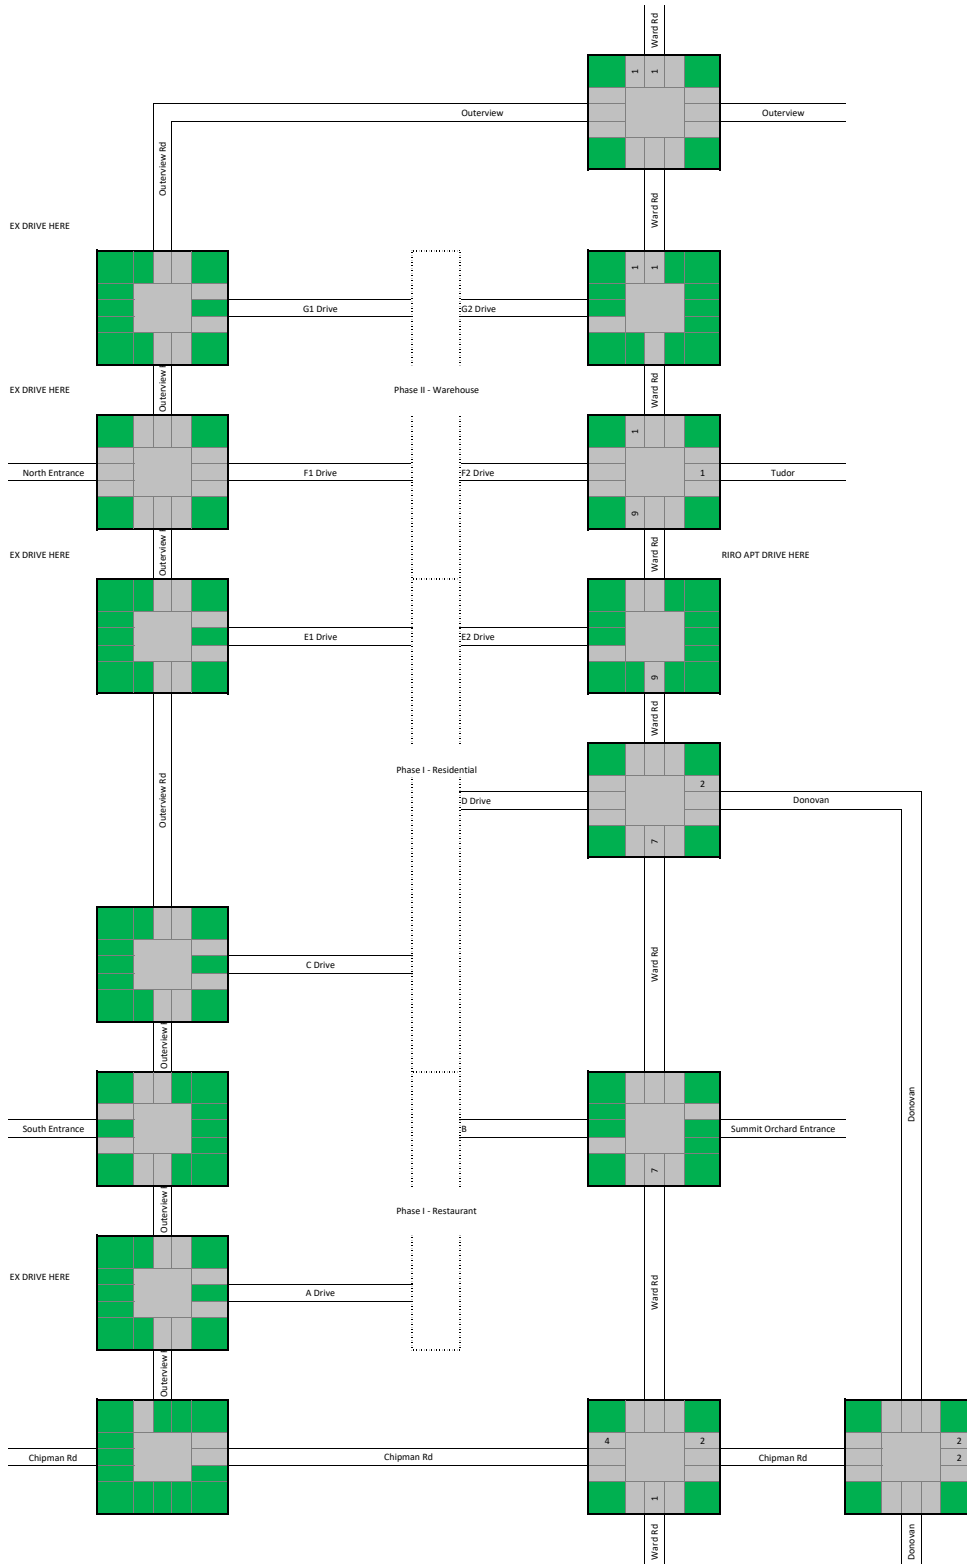 Ward Rd
1 1
Outerview Outerview
Outerview Rd
Ward Rd
EX DRIVE HERE
1 1
G1 Drive G2 Drive
EX DRIVE HERE
Outerview
Phase II - Warehouse
Ward Rd
1
North Entrance F1 Drive F2 Drive 1 Tudor
9
EX DRIVE HERE
Outerview
Ward Rd
RIRO APT DRIVE HERE
E1 Drive E2 Drive
9
Ward Rd
Outerview Rd
Phase I - Residential
2
D Drive Donovan
7
C Drive
Ward Rd
Outerview
Donovan
South Entrance B Summit Orchard Entrance
7
Outerview
Phase I - Restaurant
EX DRIVE HERE
A Drive
Ward Rd
Outerview
4 2 2
Chipman Rd Chipman Rd Chipman Rd 2
1
Ward Rd
Donovan